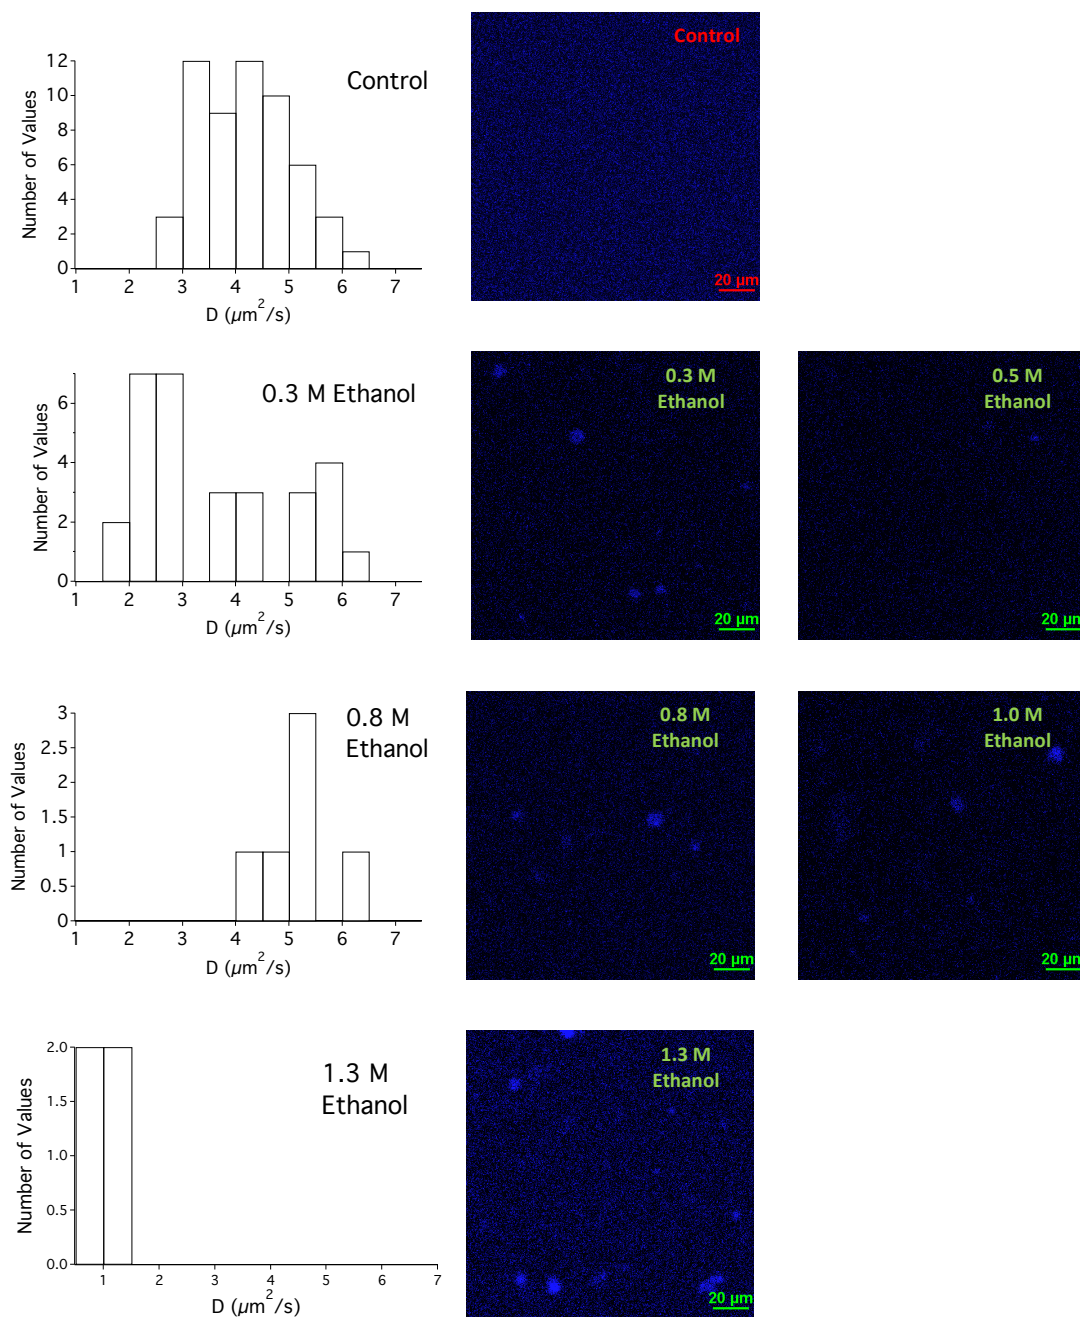 Control
12
10
8
6
4
2
0
Number of Values
1 2 3 4 5 6 7
D (µm²/s)
Control
20 µm
0.3 M Ethanol
6
4
2
0
Number of Values
1 2 3 4 5 6 7
D (µm²/s)
0.3 M
Ethanol
20 µm
0.5 M
Ethanol
20 µm
0.8 M
Ethanol
3
2.5
2
1.5
1
0.5
0
Number of Values
1 2 3 4 5 6 7
D (µm²/s)
0.8 M
Ethanol
20 µm
1.0 M
Ethanol
20 µm
1.3 M
Ethanol
2.0
1.5
1.0
0.5
0.0
Number of Values
1 2 3 4 5 6 7
D (µm²/s)
1.3 M
Ethanol
20 µm